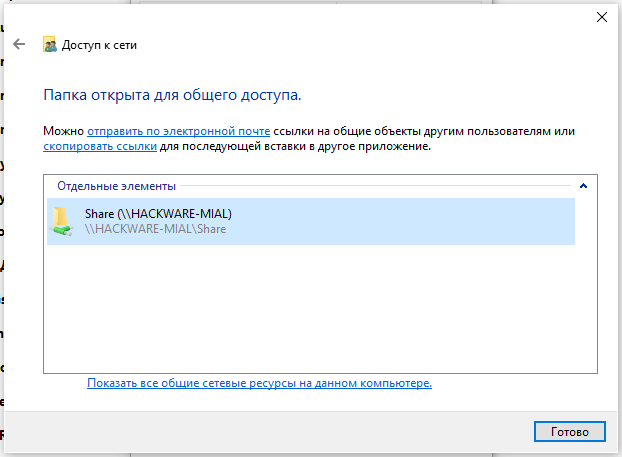 Доступ к сети
Папка открыта для общего доступа.
Можно отправить по электронной почте ссылки на общие объекты другим пользователям или
скопировать ссылки для последующей вставки в другое приложение.
Отдельные элементы
Share (\\HACKWARE-MIAL)
\\HACKWARE-MIAL\Share
Показать все общие сетевые ресурсы на данном компьютере.
Готово